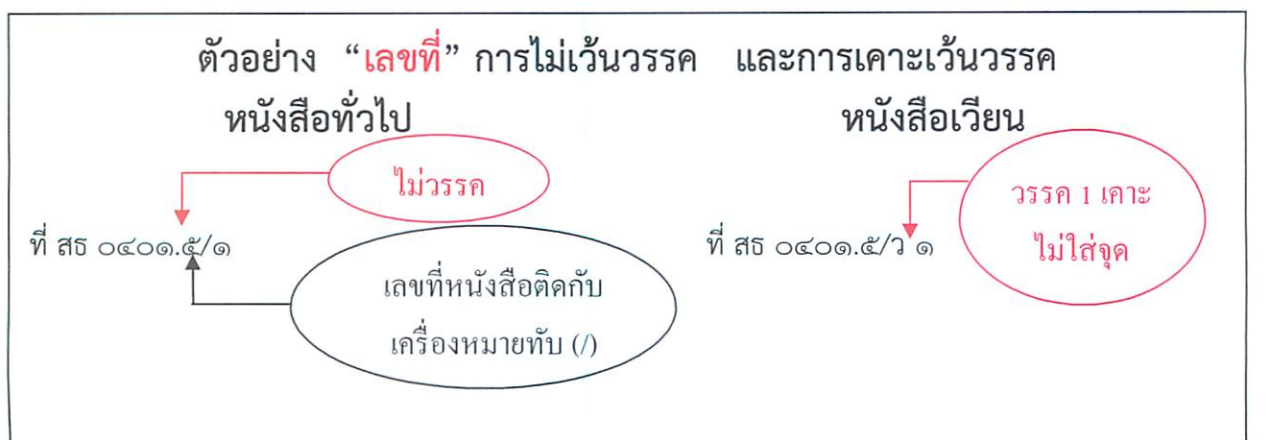 ตัวอย่าง “เลขที่” การไม่เว้นวรรค และการเคาะเว้นวรรค
หนังสือทั่วไป
หนังสือเวียน
ไม่วรรค
วรรค 1 เคาะ
ไม่ใส่จุด
ที่ สธ ๐๔๐๑.๕/๑
ที่ สธ ๐๔๐๑.๕/ว ๑
เลขที่หนังสือติดกับ
เครื่องหมายทับ (/)